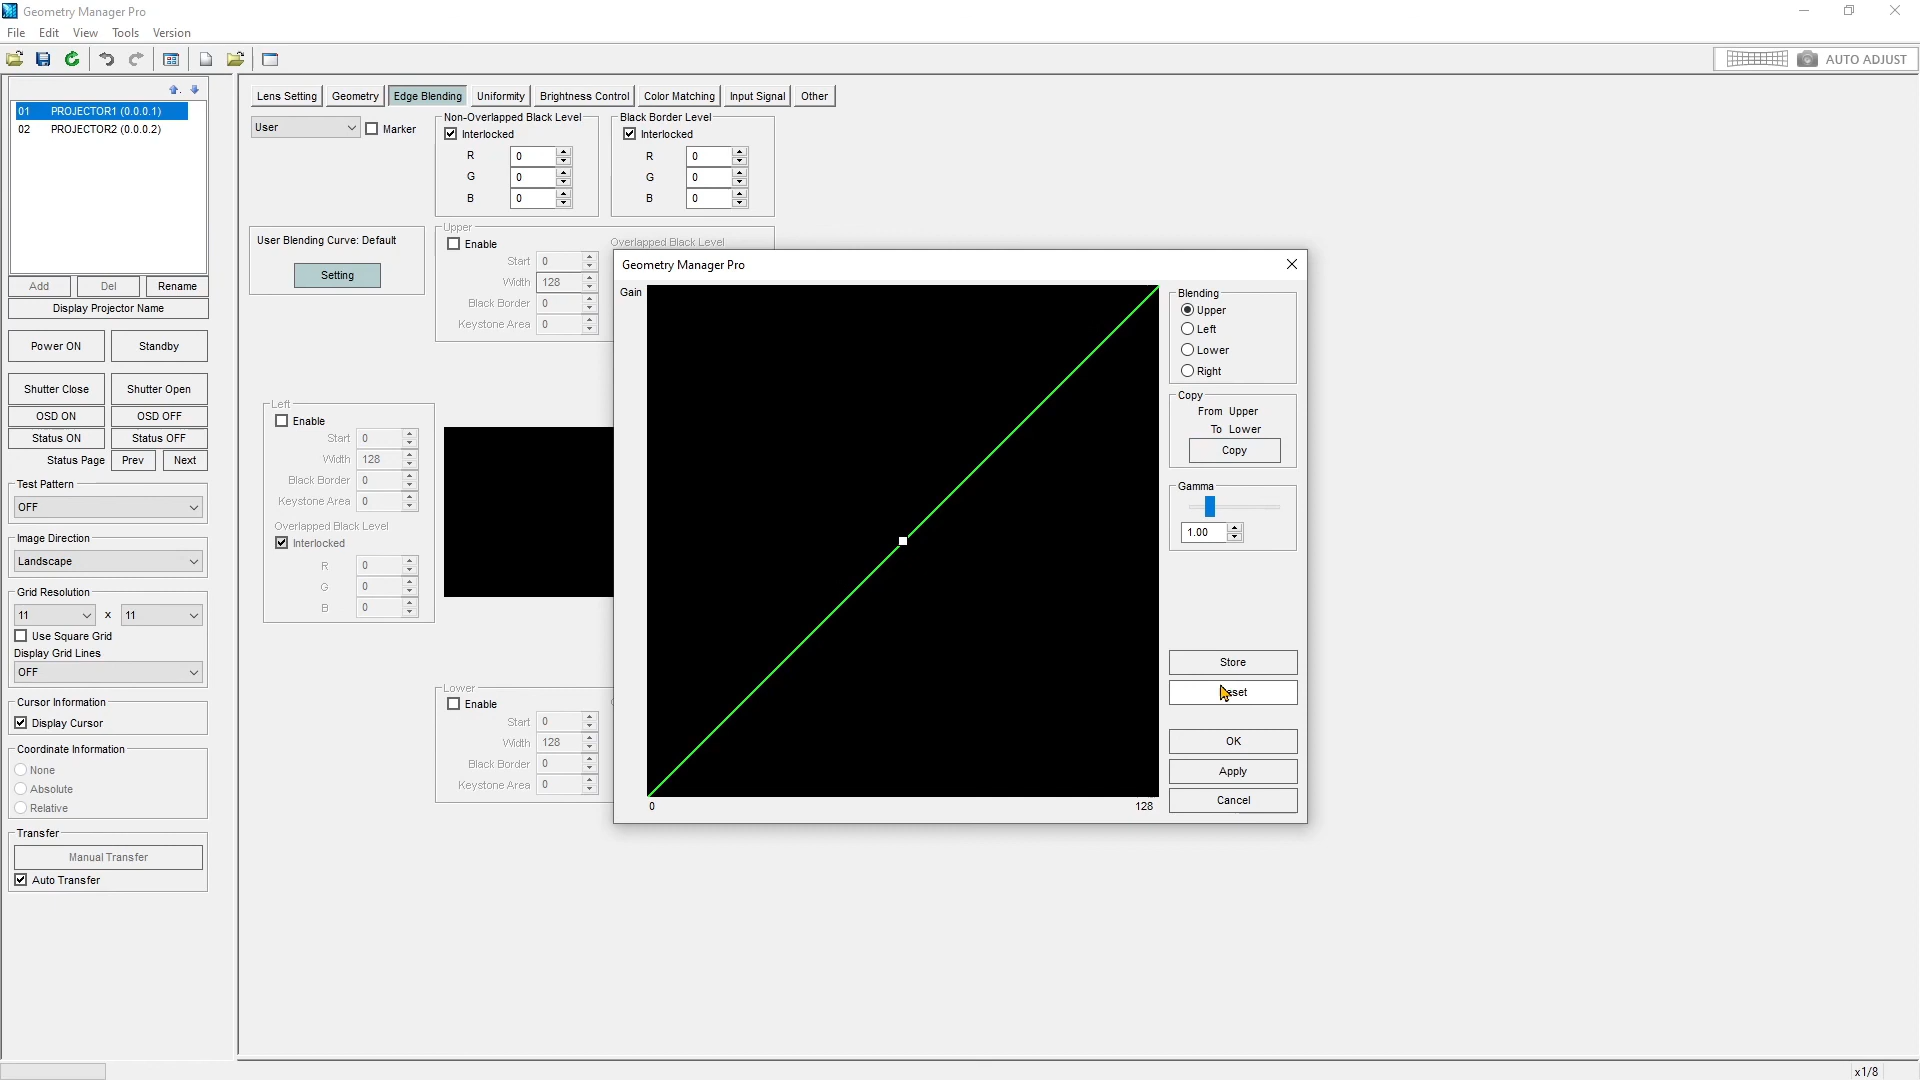 Geometry Manager Pro
File Edit View Tools Version
AUTO ADJUST
01 PROJECTOR1 (0.0.0.1)
02 PROJECTOR2 (0.0.0.2)
Add Del Rename
Display Projector Name
Power ON Standby
Shutter Close Shutter Open
OSD ON OSD OFF
Status ON Status OFF
Status Page Prev Next
Test Pattern
OFF
Image Direction
Landscape
Grid Resolution
11 x 11
Use Square Grid
Display Grid Lines
OFF
Cursor Information
Display Cursor
Coordinate Information
None
Absolute
Relative
Transfer
Manual Transfer
Auto Transfer
Lens Setting Geometry Edge Blending Uniformity Brightness Control Color Matching Input Signal Other
User Marker
Non-Overlapped Black Level
Interlocked
R 0
G 0
B 0
Black Border Level
Interlocked
R 0
G 0
B 0
User Blending Curve: Default
Setting
Upper
Enable
Overlapped Black Level
Start 0
Width 128
Black Border 0
Keystone Area 0
Left
Enable
Start 0
Width 128
Black Border 0
Keystone Area 0
Overlapped Black Level
Interlocked
R 0
G 0
B 0
Lower
Enable
Start 0
Width 128
Black Border 0
Keystone Area 0
Geometry Manager Pro
Gain
0 128
Blending
Upper
Left
Lower
Right
Copy
From Upper
To Lower
Copy
Gamma
1.00
Store
OK
Apply
Cancel
x1/8